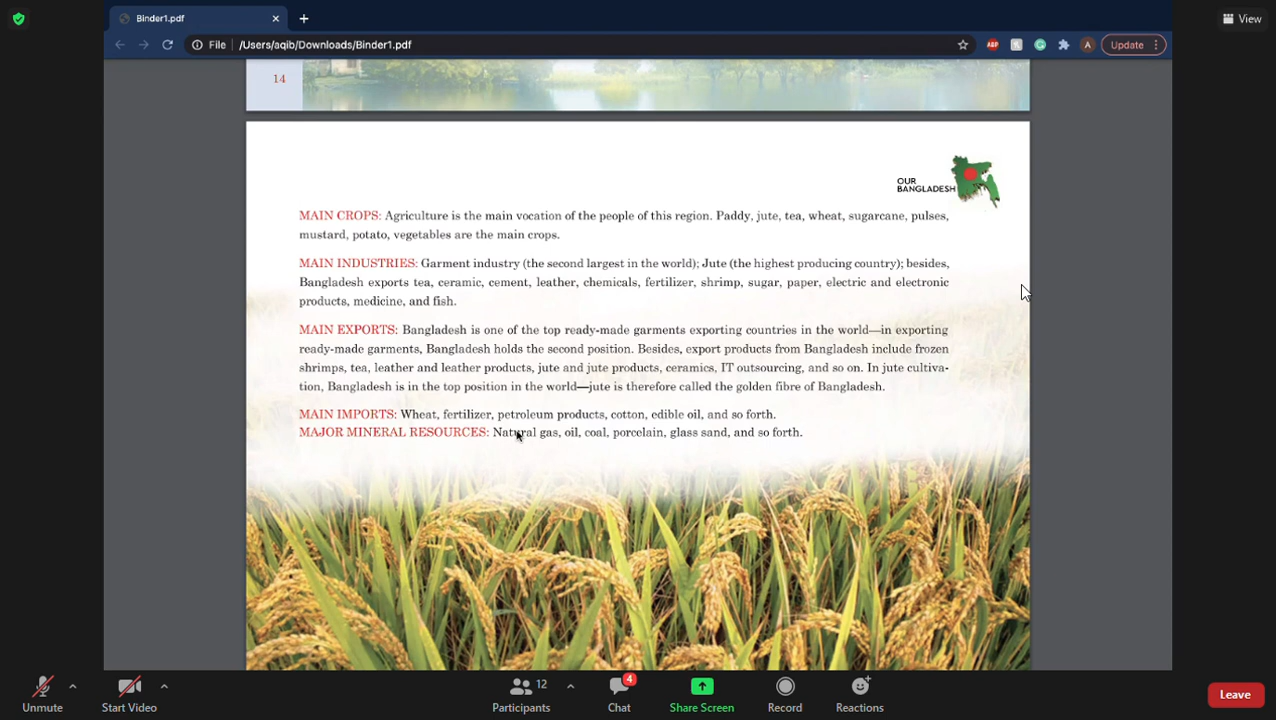 Binder1.pdf
View
File
/Users/aqib/Downloads/Binder1.pdf
ABP
A
Update
14
OUR
BANGLADESH
MAIN CROPS: Agriculture is the main vocation of the people of this region. Paddy, jute, tea, wheat, sugarcane, pulses,
mustard, potato, vegetables are the main crops.
MAIN INDUSTRIES: Garment industry (the second largest in the world); Jute (the highest producing country); besides,
Bangladesh exports tea, ceramic, cement, leather, chemicals, fertilizer, shrimp, sugar, paper, electric and electronic
products, medicine, and fish.
MAIN EXPORTS: Bangladesh is one of the top ready-made garments exporting countries in the world—in exporting
ready-made garments, Bangladesh holds the second position. Besides, export products from Bangladesh include frozen
shrimps, tea, leather and leather products, jute and jute products, ceramics, IT outsourcing, and so on. In jute cultiva-
tion, Bangladesh is in the top position in the world—jute is therefore called the golden fibre of Bangladesh.
MAIN IMPORTS: Wheat, fertilizer, petroleum products, cotton, edible oil, and so forth.
MAJOR MINERAL RESOURCES: Natural gas, oil, coal, porcelain, glass sand, and so forth.
12
4
Unmute
Start Video
Participants
Chat
Share Screen
Record
Reactions
Leave